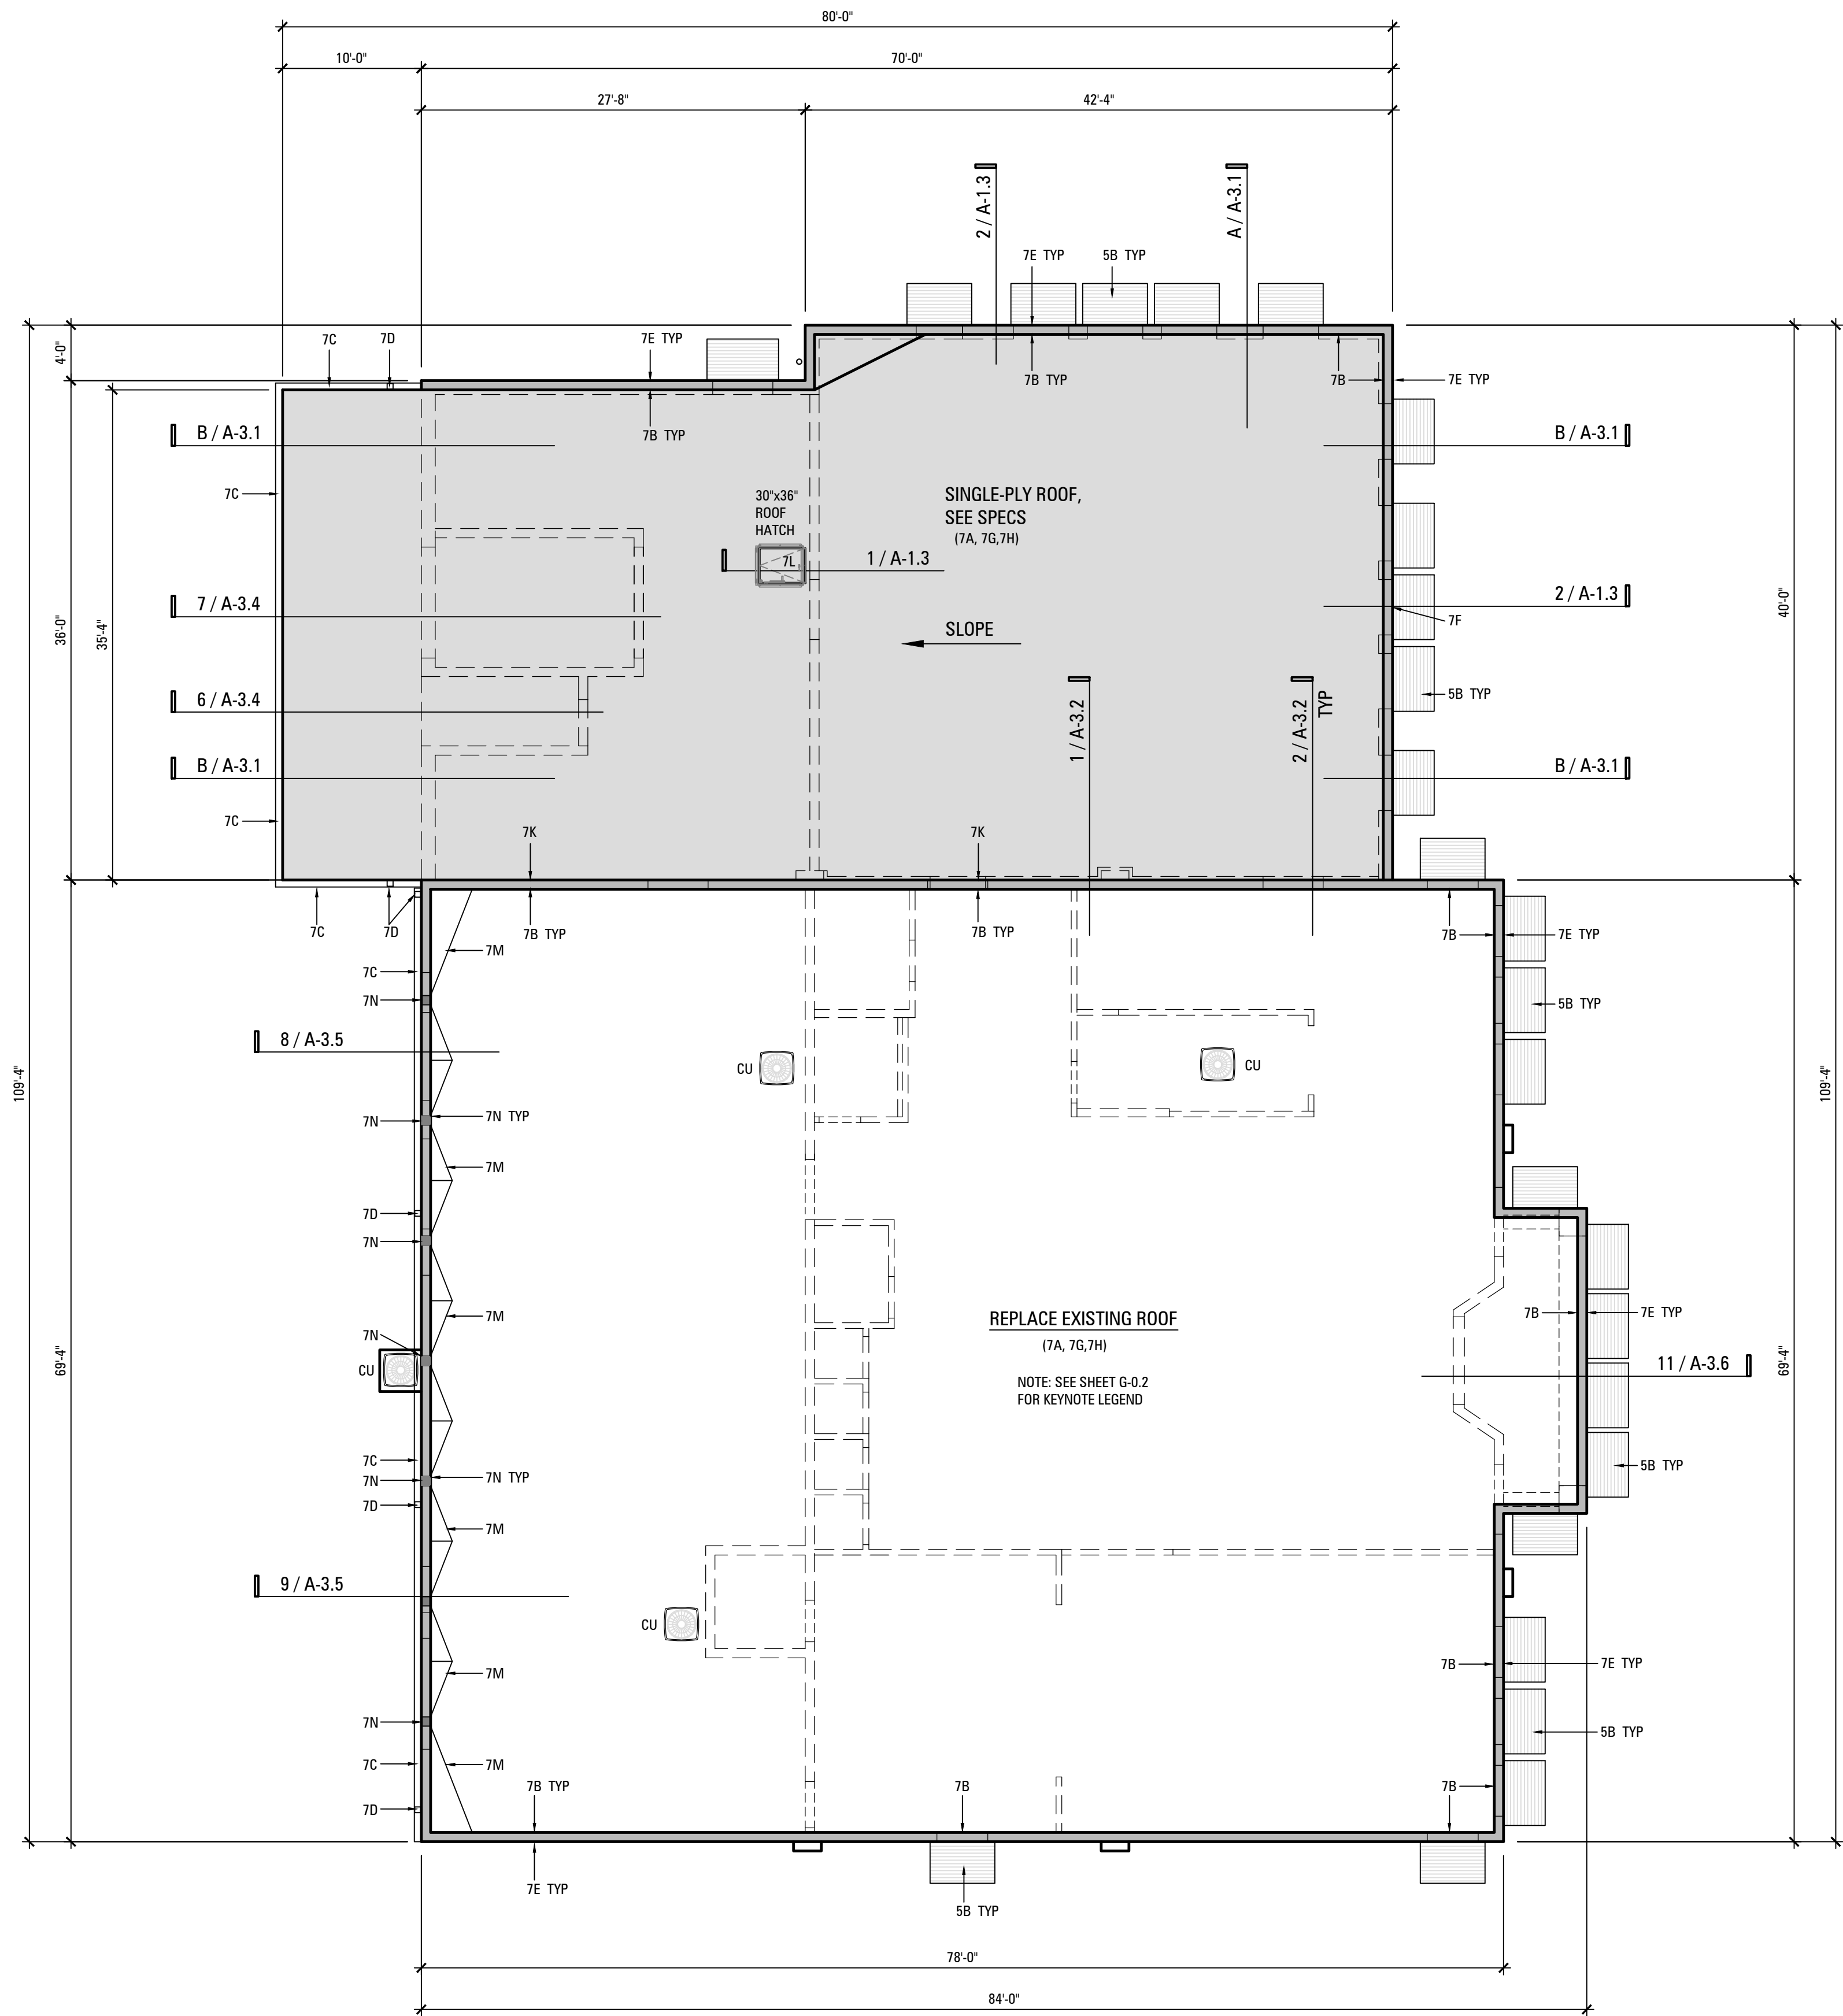 80'-0"
10'-0"
70'-0"
27'-8"
42'-4"
2 / A-1.3
A / A-3.1
7E TYP
5B TYP
7C
7D
7E TYP
4'-0"
7B TYP
7B
7E TYP
7B TYP
B / A-3.1
B / A-3.1
7C
30"x36"
ROOF
HATCH
7L
SINGLE-PLY ROOF,
SEE SPECS
(7A, 7G,7H)
1 / A-1.3
7 / A-3.4
2 / A-1.3
7F
SLOPE
36'-0"
35'-4"
40'-0"
6 / A-3.4
5B TYP
1 / A-3.2
2 / A-3.2
TYP
B / A-3.1
B / A-3.1
7C
7K
7K
7C
7D
7B TYP
7B TYP
7B
7E TYP
7M
7C
7N
5B TYP
8 / A-3.5
CU
CU
109'-4"
109'-4"
7N
7N TYP
7M
7D
7N
7M
7N
CU
REPLACE EXISTING ROOF
(7A, 7G,7H)
NOTE: SEE SHEET G-0.2
FOR KEYNOTE LEGEND
7B
7E TYP
11 / A-3.6
69'-4"
69'-4"
7C
7N
7N TYP
7D
5B TYP
7M
9 / A-3.5
CU
7M
7B
7E TYP
7N
5B TYP
7C
7M
7D
7B TYP
7B
7B
7E TYP
5B TYP
78'-0"
84'-0"